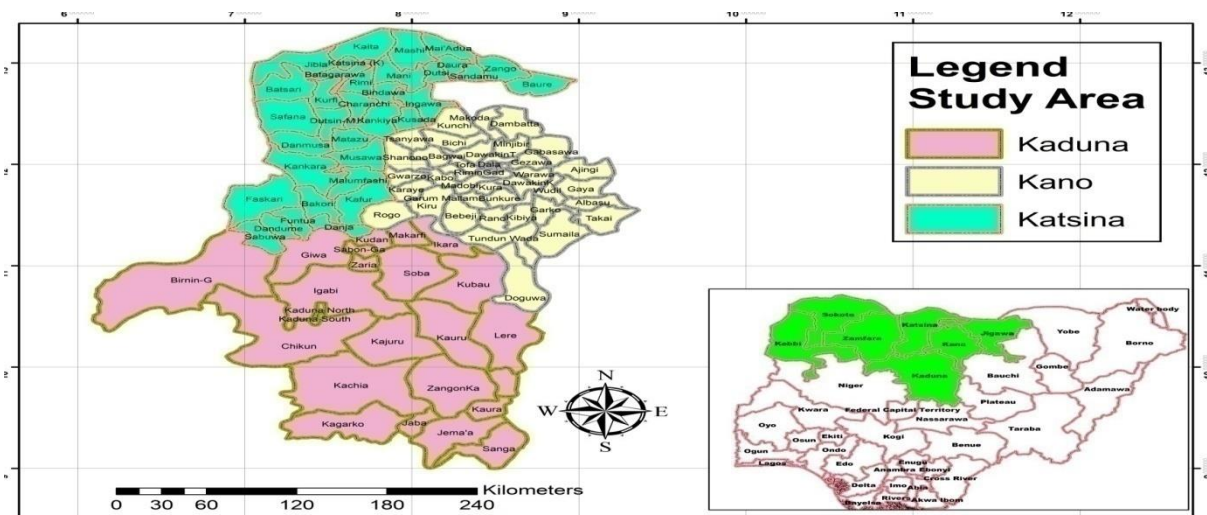 6 7 8 9 10 11 12
Kaita
Mashi
Mai'Adua
Jibia
Katsina (K)
Daura
Zango
Batagarawa
Mani
Dutsi
Sandamu
Rimi
Baure
Batsari
Bindawa
Kurfi
Charanchi
Ingawa
Safana
Dutsin-M
Kankiya
Kusada
Makoda
Dambatta
Kunchi
Danmusa
Matazu
Tsanyawa
Bichi
Minjibir
Gabasawa
Musawa
Shanono
Bagwai
DawakinT
Gezawa
Ajingi
Kankara
Tofa
Dala
Gwarzo
Kabo
RiminGad
Warawa
Malumfashi
Madobi
Kura
DawakinK
Gaya
Karaye
Wudil
Faskari
Bakori
Kafur
Garum Mallam
Bunkure
Albasu
Kiru
Garko
Rogo
Bebeji
Rano
Kibiya
Takai
Funtua
Dandume
Danja
Sabuwa
Sumaila
Tundun Wada
Kudan
Makarfi
Ikara
Sabon-Ga
Giwa
Zaria
Soba
Birnin-G
Igabi
Kubau
Doguwa
Kaduna North
Kaduna South
Lere
Chikun
Kajuru
Kauru
Kachia
ZangonKa
Kaura
Kagarko
Jaba
Jema'a
Sanga
N
W E
S
Kilometers
0 30 60 120 180 240
Legend
Study Area
Kaduna
Kano
Katsina
Water body
Sokoto
Katsina
Jigawa
Yobe
Borno
Kebbi
Zamfara
Kano
Gombe
Kaduna
Bauchi
Adamawa
Niger
Plateau
Kwara
Federal Capital Territory
Nassarawa
Taraba
Oyo
Osun
Ekiti
Kogi
Benue
Ogun
Ondo
Enugu
Lagos
Edo
Anambra
Ebonyi
Cross River
Delta
Imo
Abia
Rivers
Akwa Ibom
Bayelsa